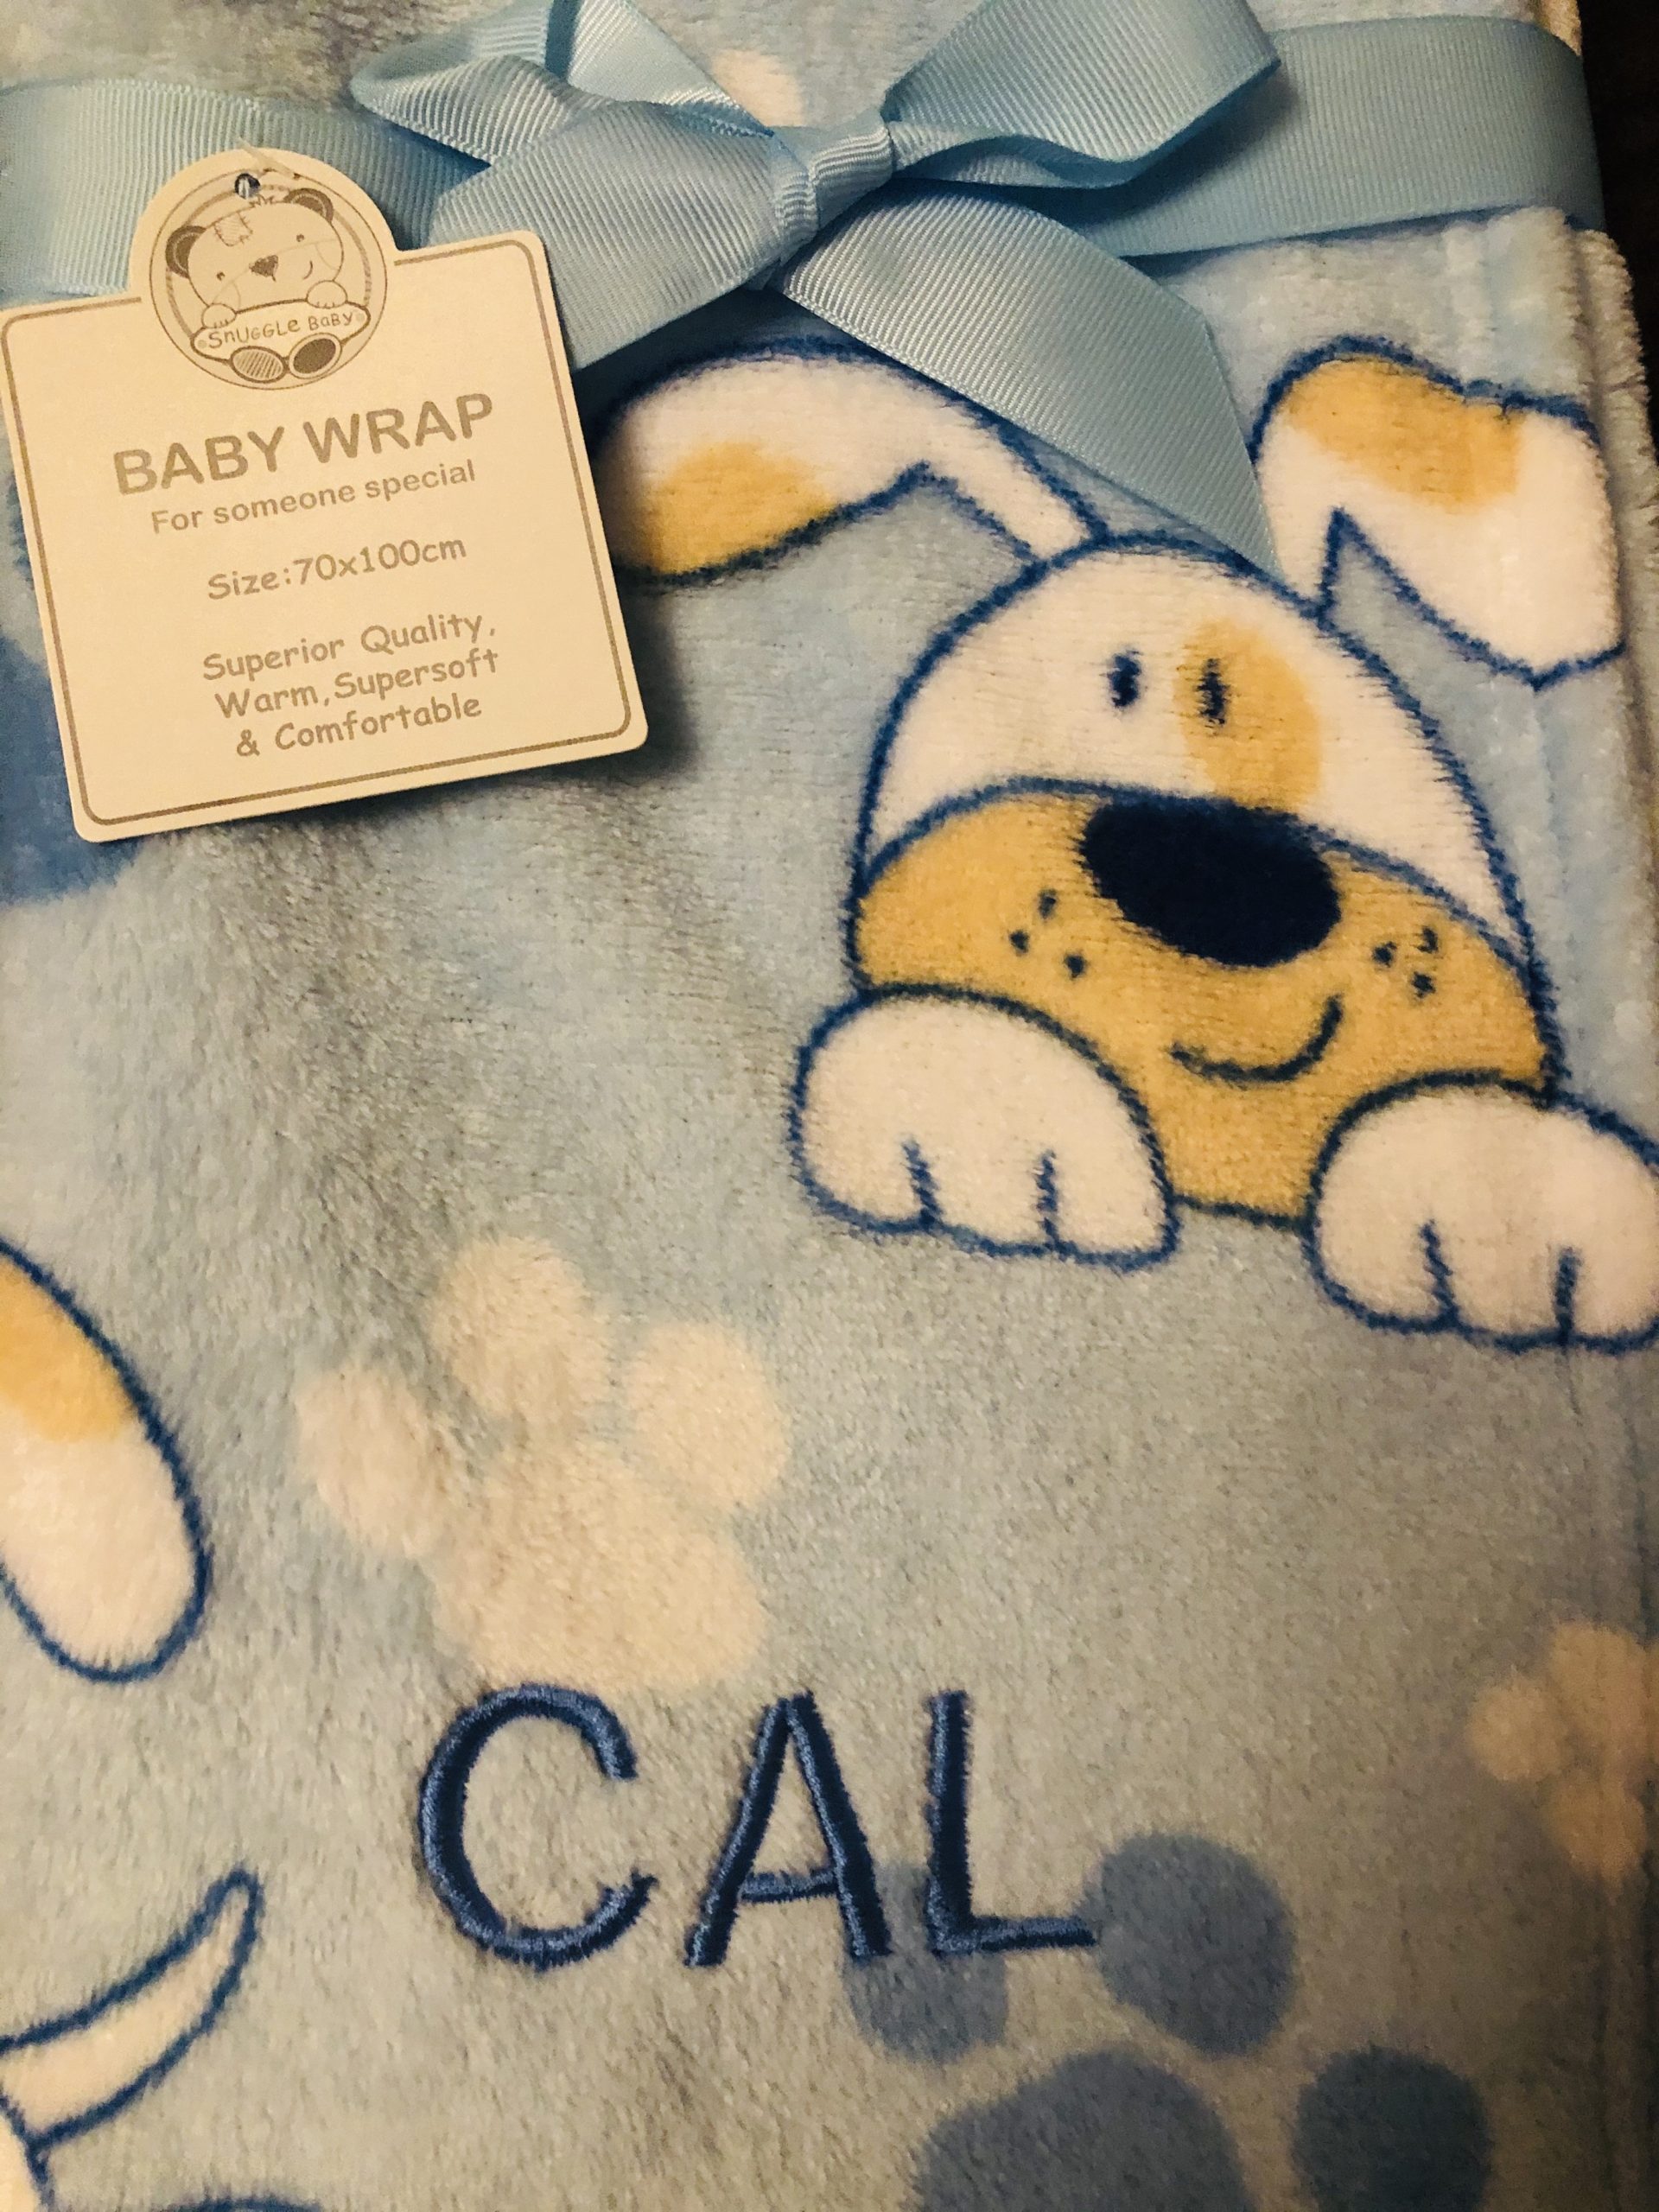 SnUGGLe BaBY
BABY WRAP
For someone special
Size:70x100cm
Superior Quality,
Warm,Supersoft
& Comfortable
CAL